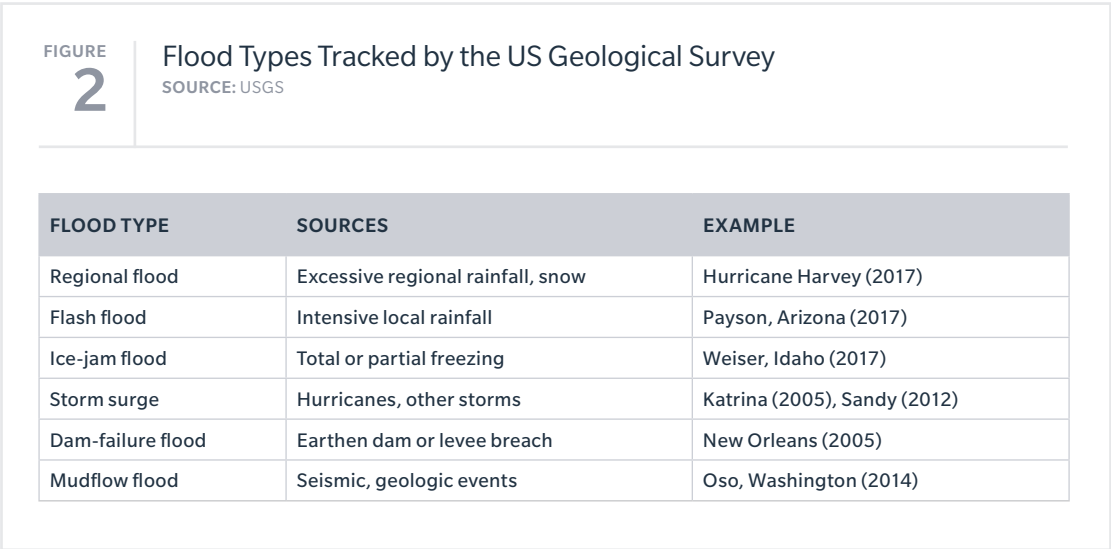 FIGURE
2
Flood Types Tracked by the US Geological Survey
SOURCE: USGS
FLOOD TYPE SOURCES EXAMPLE
Regional flood Excessive regional rainfall, snow Hurricane Harvey (2017)
Flash flood Intensive local rainfall Payson, Arizona (2017)
Ice-jam flood Total or partial freezing Weiser, Idaho (2017)
Storm surge Hurricanes, other storms Katrina (2005), Sandy (2012)
Dam-failure flood Earthen dam or levee breach New Orleans (2005)
Mudflow flood Seismic, geologic events Oso, Washington (2014)